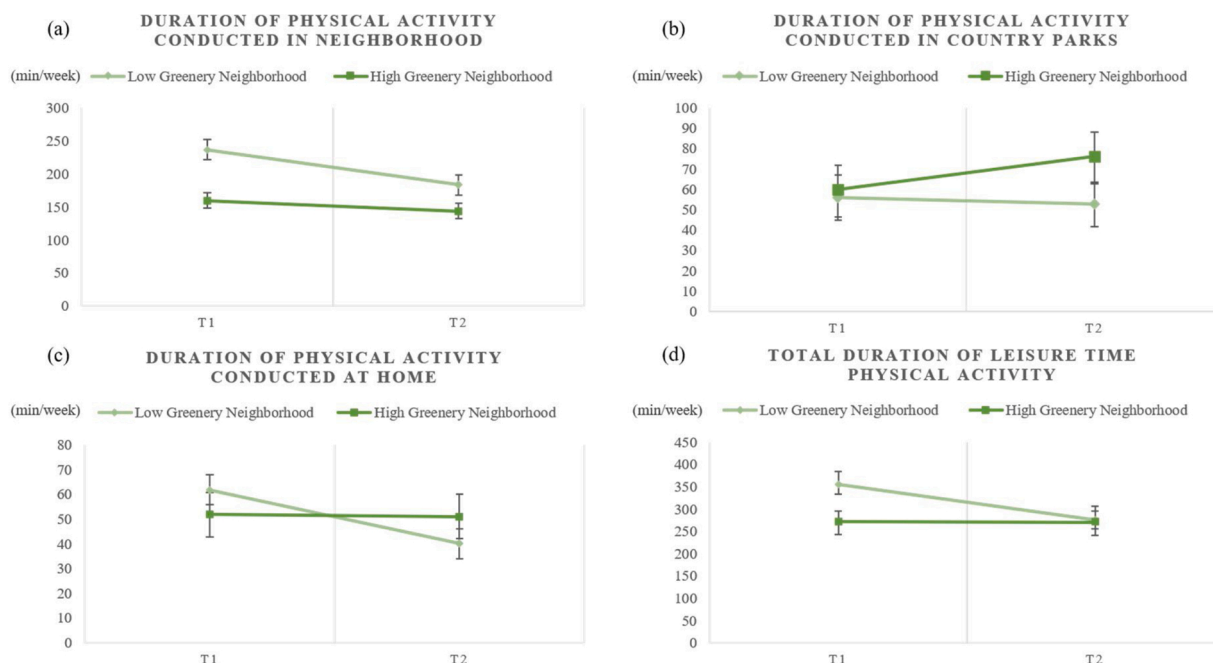 (a)
DURATION OF PHYSICAL ACTIVITY
CONDUCTED IN NEIGHBORHOOD
(min/week)
Low Greenery Neighborhood
High Greenery Neighborhood
300
250
200
150
100
50
0
T1
T2
(b)
DURATION OF PHYSICAL ACTIVITY
CONDUCTED IN COUNTRY PARKS
(min/week)
Low Greenery Neighborhood
High Greenery Neighborhood
100
90
80
70
60
50
40
30
20
10
0
T1
T2
(c)
DURATION OF PHYSICAL ACTIVITY
CONDUCTED AT HOME
(min/week)
Low Greenery Neighborhood
High Greenery Neighborhood
80
70
60
50
40
30
20
10
0
T1
T2
(d)
TOTAL DURATION OF LEISURE TIME
PHYSICAL ACTIVITY
(min/week)
Low Greenery Neighborhood
High Greenery Neighborhood
450
400
350
300
250
200
150
100
50
0
T1
T2